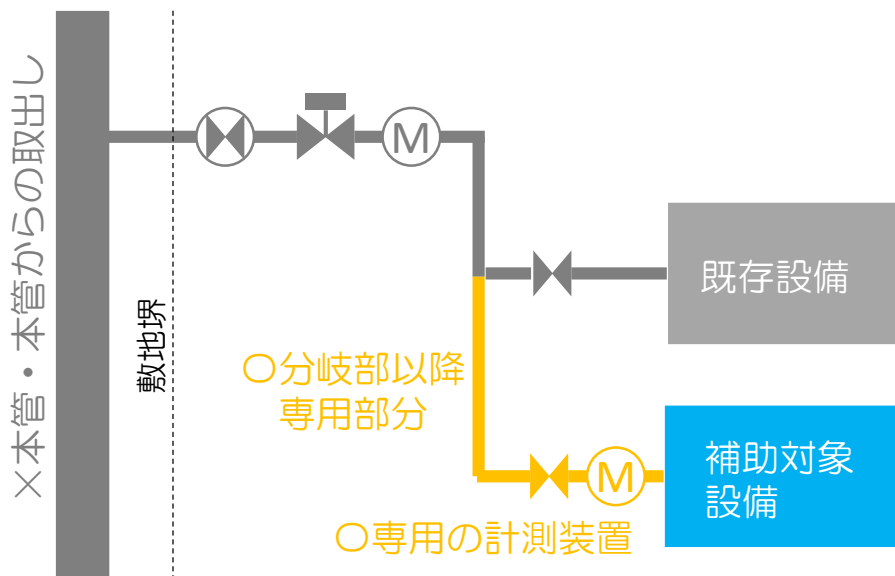 ×本管・本管からの取出し
敷地堺
M
既存設備
〇分岐部以降
専用部分
補助対象
設備
M
〇専用の計測装置